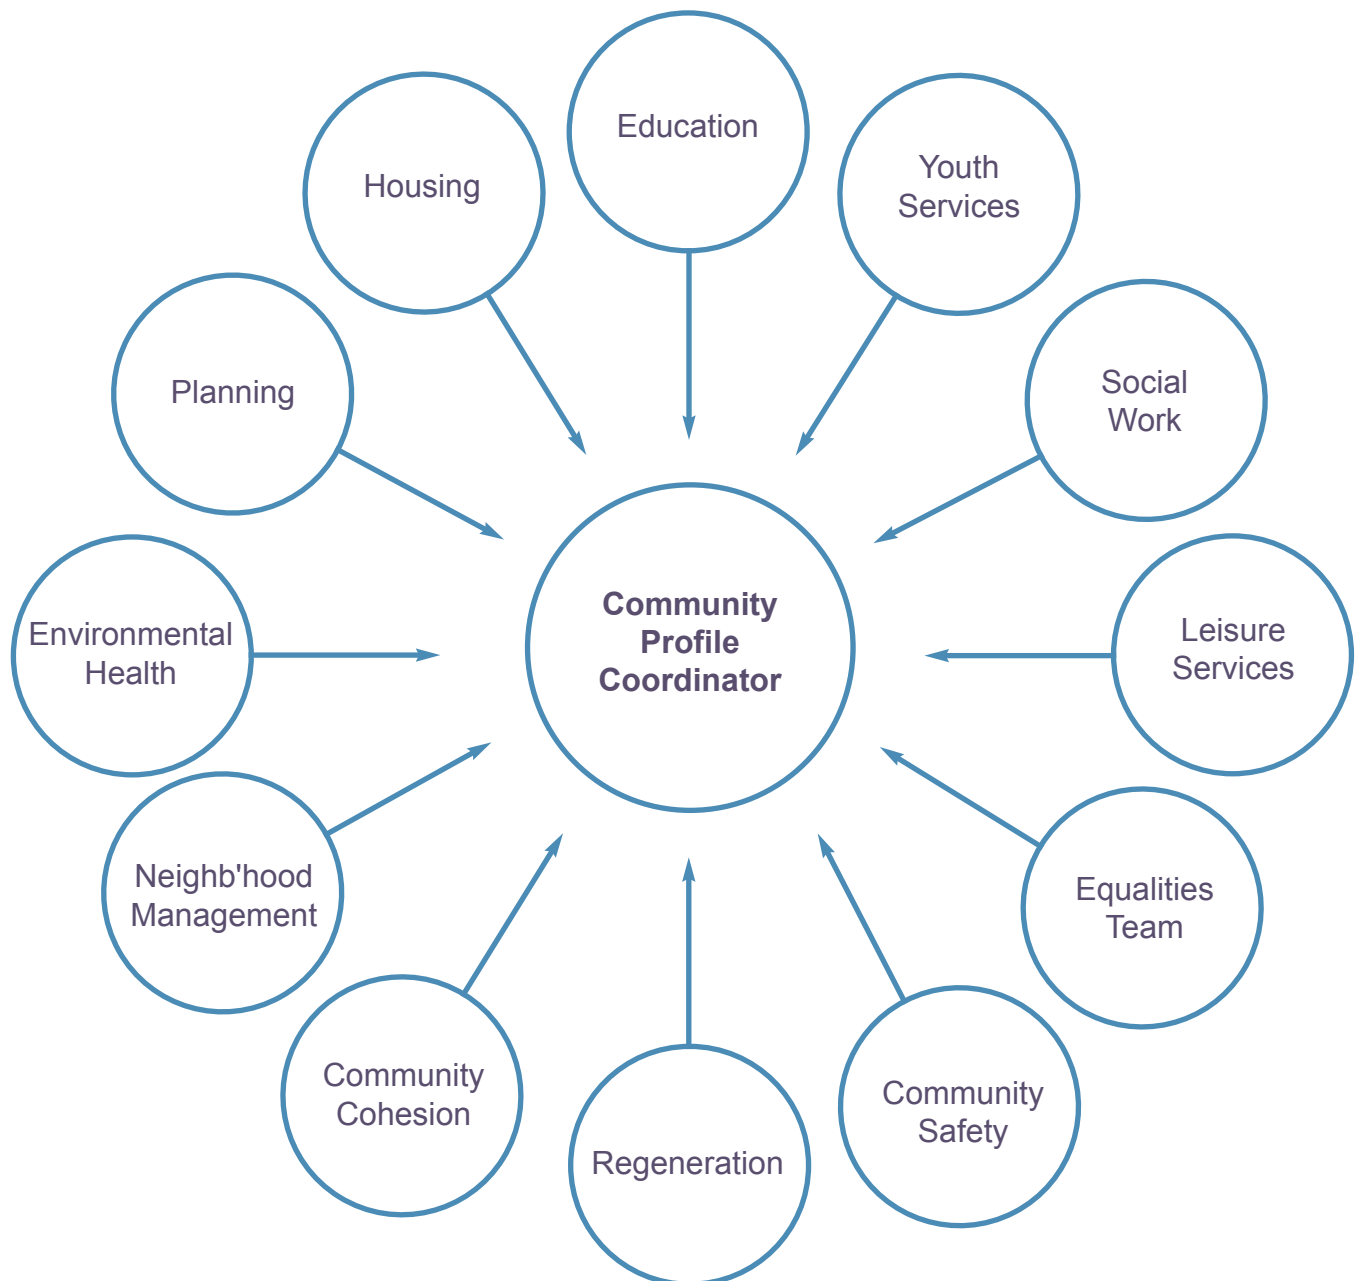 Education
Youth
Services
Housing
Social
Work
Planning
Community
Profile
Coordinator
Environmental
Health
Leisure
Services
Neighb'hood
Management
Equalities
Team
Community
Cohesion
Community
Safety
Regeneration